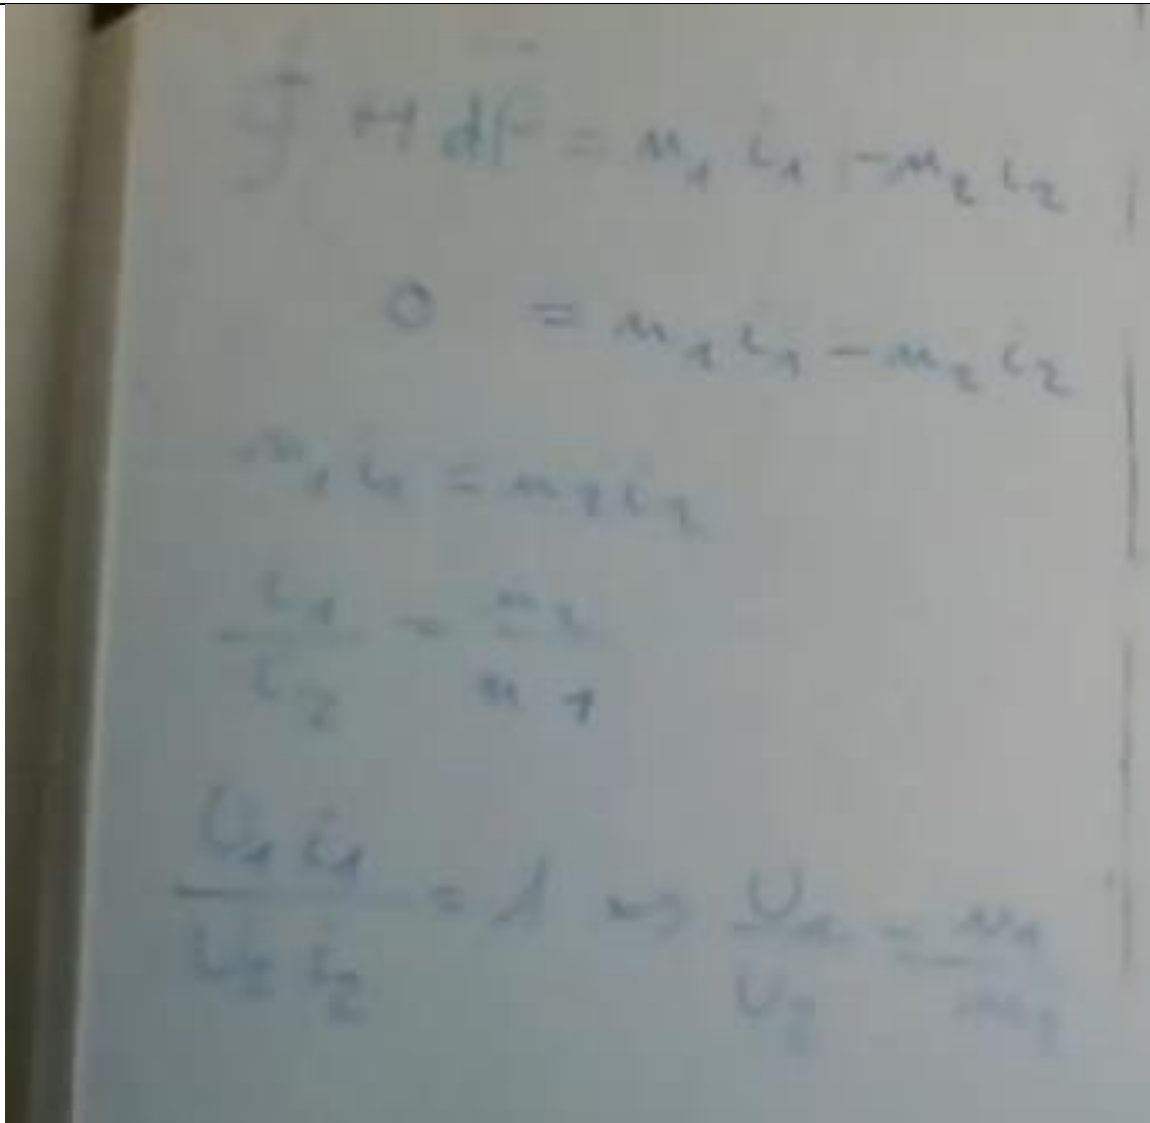 ∮ H dr = n₁ i₁ - n₂ i₂
0 = n₁ i₁ - n₂ i₂
n₁ i₁ = n₂ i₂
i₁ / i₂ = n₂ / n₁
U₁ i₁ / U₂ i₂ = 1 => U₁ / U₂ = n₁ / n₂